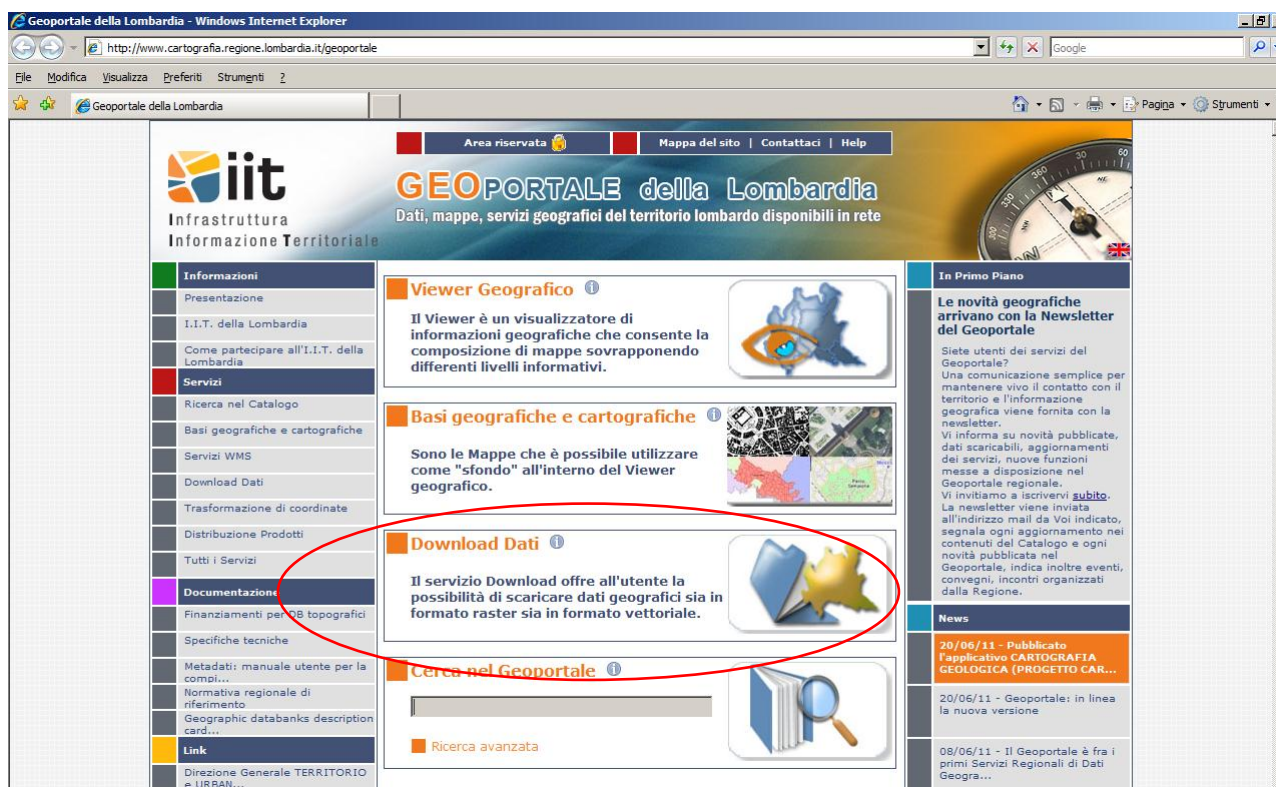 Geoportale della Lombardia - Windows Internet Explorer
http://www.cartografia.regione.lombardia.it/geoportale
Google
File Modifica Visualizza Preferiti Strumenti ?
Geoportale della Lombardia
Pagina
Strumenti
iit
Infrastruttura
Informazione Territoriale
Area riservata
Mappa del sito | Contattaci | Help
GEOPORTALE della Lombardia
Dati, mappe, servizi geografici del territorio lombardo disponibili in rete
30
60
360
330
NE
N
NW
Informazioni
Presentazione
I.I.T. della Lombardia
Come partecipare all'I.I.T. della
Lombardia
Servizi
Ricerca nel Catalogo
Basi geografiche e cartografiche
Servizi WMS
Download Dati
Trasformazione di coordinate
Distribuzione Prodotti
Tutti i Servizi
Documentazione
Finanziamenti per DB topografici
Specifiche tecniche
Metadati: manuale utente per la
compi...
Normativa regionale di
riferimento
Geographic databanks description
card...
Link
Direzione Generale TERRITORIO
e URBAN...
Viewer Geografico
Il Viewer è un visualizzatore di
informazioni geografiche che consente la
composizione di mappe sovrapponendo
differenti livelli informativi.
Basi geografiche e cartografiche
Sono le Mappe che è possibile utilizzare
come "sfondo" all'interno del Viewer
geografico.
Download Dati
Il servizio Download offre all'utente la
possibilità di scaricare dati geografici sia in
formato raster sia in formato vettoriale.
Cerca nel Geoportale
Ricerca avanzata
In Primo Piano
Le novità geografiche
arrivano con la Newsletter
del Geoportale
Siete utenti dei servizi del
Geoportale?
Una comunicazione semplice per
mantenere vivo il contatto con il
territorio e l'informazione
geografica viene fornita con la
newsletter.
Vi informa su novità pubblicate,
dati scaricabili, aggiornamenti
dei servizi, nuove funzioni
messe a disposizione nel
Geoportale regionale.
Vi invitiamo a iscrivervi subito.
La newsletter viene inviata
all'indirizzo mail da Voi indicato,
segnala ogni aggiornamento nei
contenuti del Catalogo e ogni
novità pubblicata nel
Geoportale, indica inoltre eventi,
convegni, incontri organizzati
dalla Regione.
News
20/06/11 - Pubblicato
l'applicativo CARTOGRAFIA
GEOLOGICA (PROGETTO CAR...
20/06/11 - Geoportale: in linea
la nuova versione
08/06/11 - Il Geoportale è fra i
primi Servizi Regionali di Dati
Geogra...